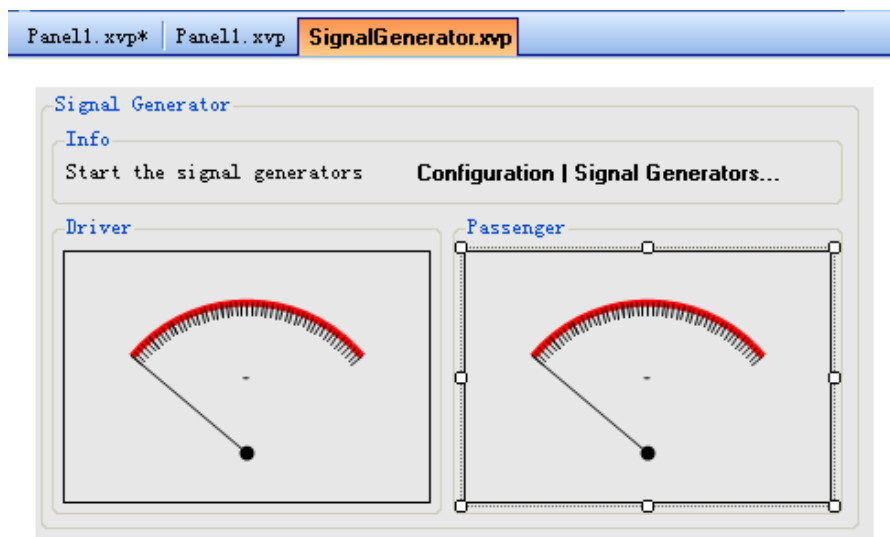 Panel1.xvp* Panel1.xvp SignalGenerator.xvp
Signal Generator
Info
Start the signal generators Configuration | Signal Generators...
Driver Passenger
- -